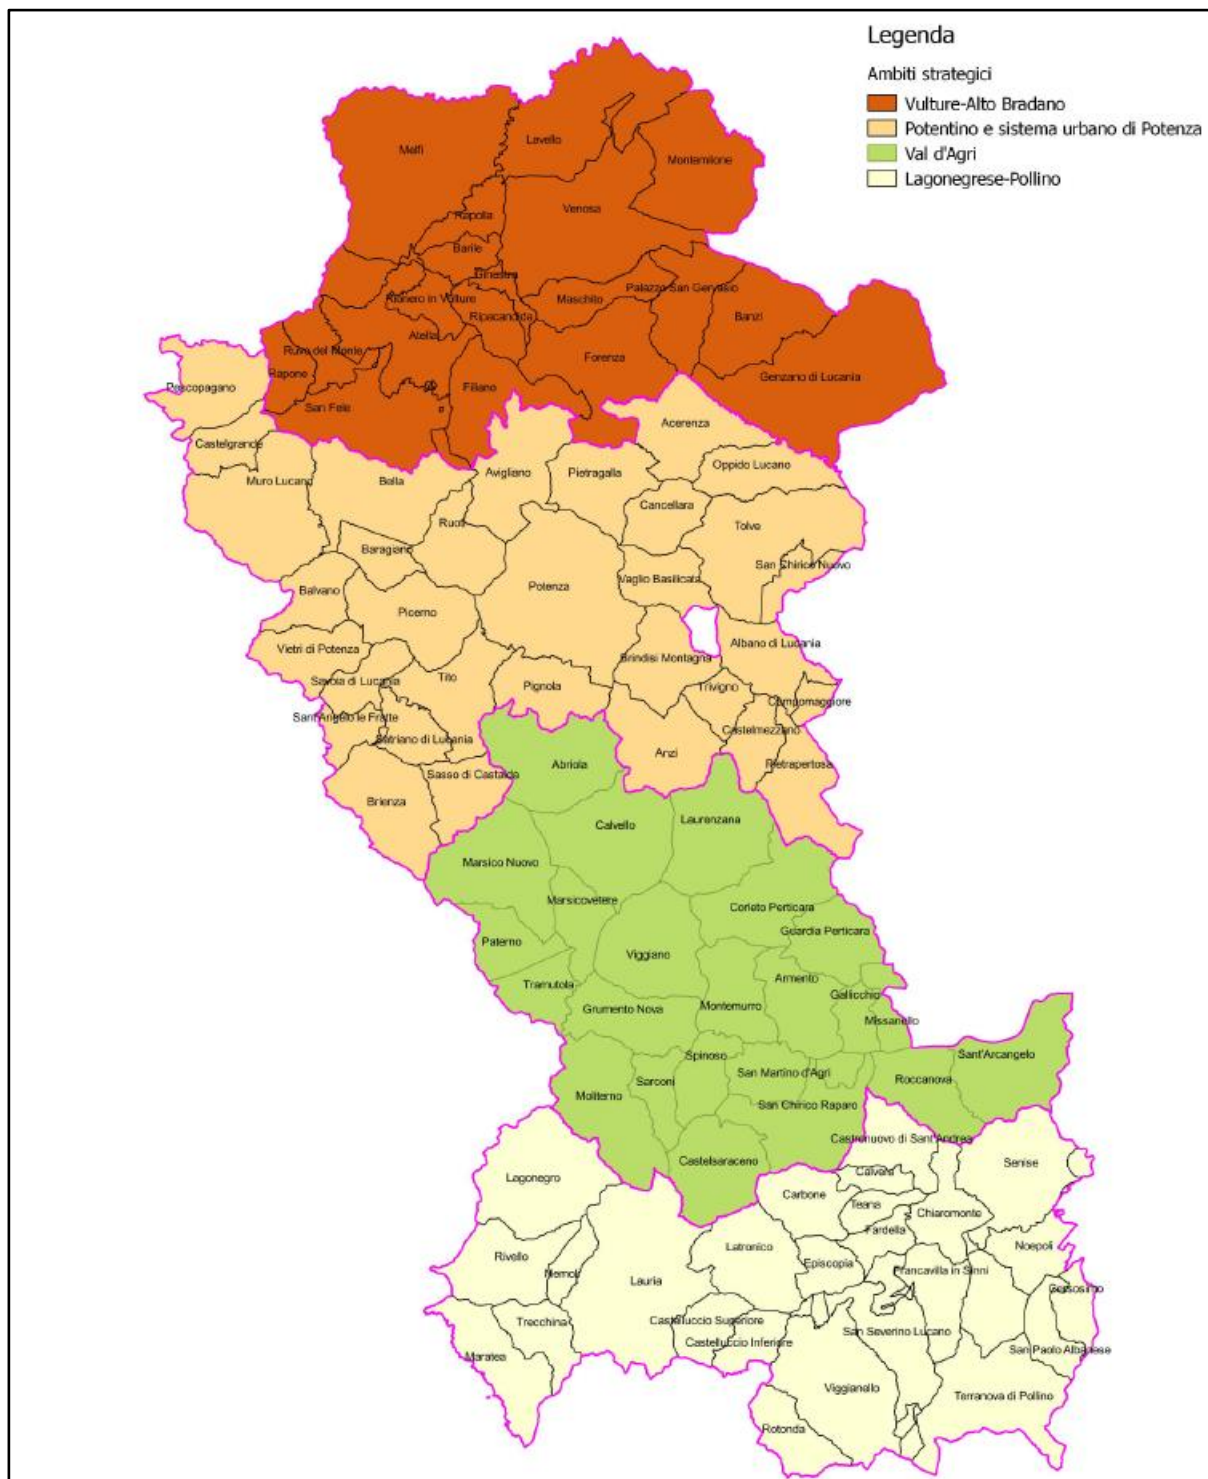 Legenda
Ambiti strategici
Vulture-Alto Bradano
Potentino e sistema urbano di Potenza
Val d'Agri
Lagonegrese-Pollino
Melfi
Lavello
Montemilone
Rapolla
Venosa
Barile
Ginestra
Rionero in Vulture
Maschito
Palazzo San Gervasio
Ripacandida
Banzi
Atella
Ruvo del Monte
Forenza
Rapone
Genzano di Lucania
Filiano
San Fele
Pescopagano
Acerenza
Castelgrande
Oppido Lucano
Avigliano
Pietragalla
Muro Lucano
Bella
Cancellara
Ruoti
Tolve
Baragiano
San Chirico Nuovo
Vaglio Basilicata
Balvano
Potenza
Picerno
Albano di Lucania
Vietri di Potenza
Brindisi Montagna
Savoia di Lucania
Tito
Pignola
Trivigno
Campomaggiore
Sant'Angelo le Fratte
Castelmezzano
Satriano di Lucania
Anzi
Pietrapertosa
Sasso di Castalda
Abriola
Brienza
Laurenzana
Calvello
Marsico Nuovo
Marsicovetere
Corleto Perticara
Guardia Perticara
Paterno
Viggiano
Armento
Tramutola
Gallicchio
Grumento Nova
Montemurro
Missanello
Spinoso
Sant'Arcangelo
San Martino d'Agri
Sarconi
Roccanova
Moliterno
San Chirico Raparo
Castronuovo di Sant'Andrea
Castelsaraceno
Senise
Calvera
Lagonegro
Carbone
Teana
Chiaromonte
Fardella
Latronico
Noepoli
Rivello
Episcopia
Francavilla in Sinni
Nemoli
Lauria
Cersosimo
Castelluccio Superiore
Trecchina
San Severino Lucano
Castelluccio Inferiore
San Paolo Albanese
Maratea
Viggianello
Terranova di Pollino
Rotonda